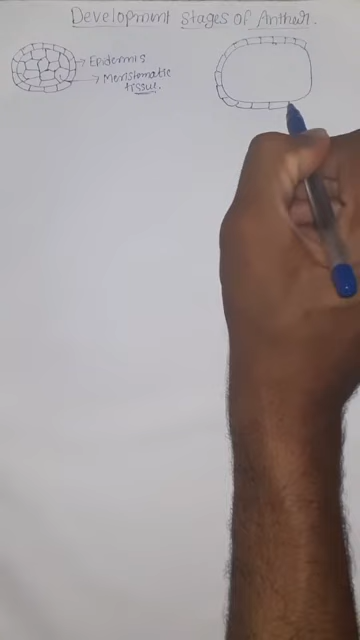 Development stages of Anther.
Epidermis
Meristematic
tissue.